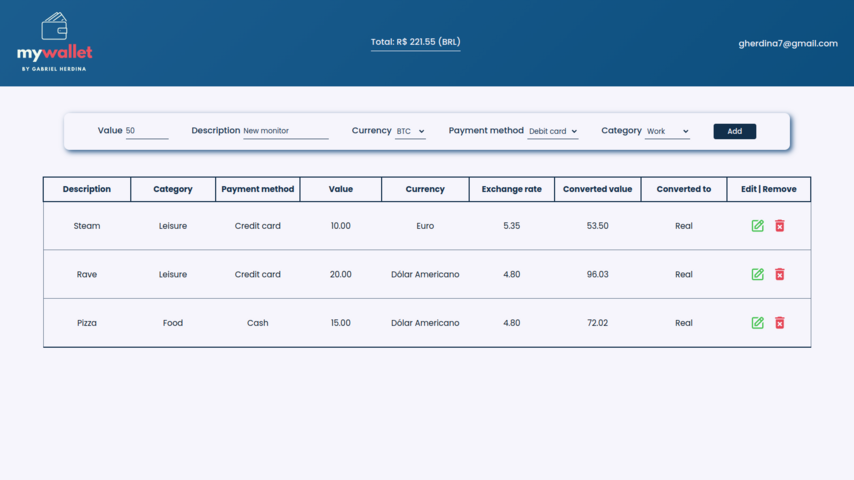 mywallet
BY GABRIEL HERDINA
Total: R$ 221.55 (BRL)
gherdina7@gmail.com
Value 50 Description New monitor Currency BTC Payment method Debit card Category Work Add
Description Category Payment method Value Currency Exchange rate Converted value Converted to Edit | Remove
Steam Leisure Credit card 10.00 Euro 5.35 53.50 Real
Rave Leisure Credit card 20.00 Dólar Americano 4.80 96.03 Real
Pizza Food Cash 15.00 Dólar Americano 4.80 72.02 Real